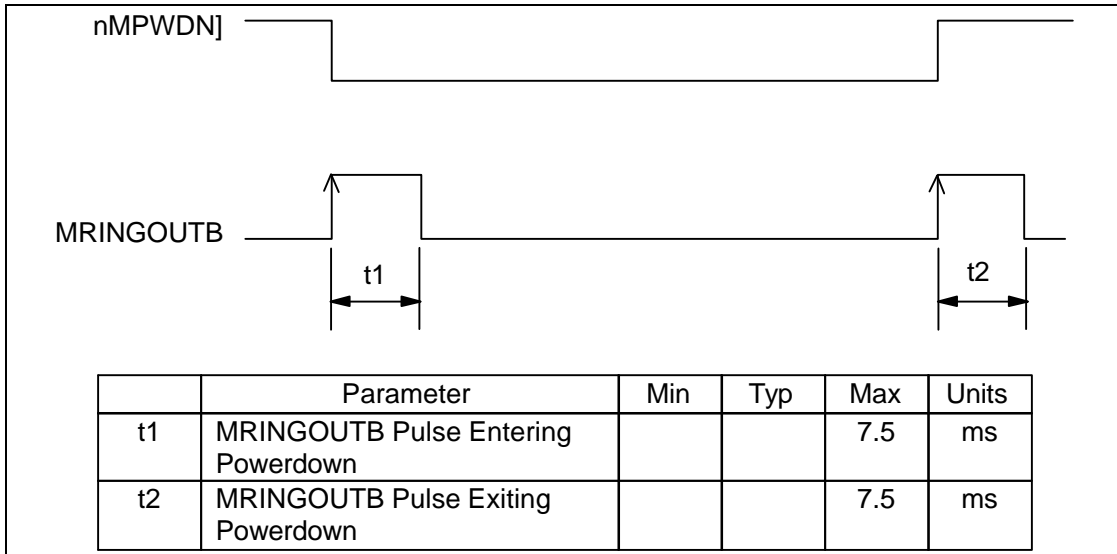 nMPWDN]
MRINGOUTB
t1
t2
Parameter Min Typ Max Units
t1 MRINGOUTB Pulse Entering 7.5 ms
Powerdown
t2 MRINGOUTB Pulse Exiting 7.5 ms
Powerdown